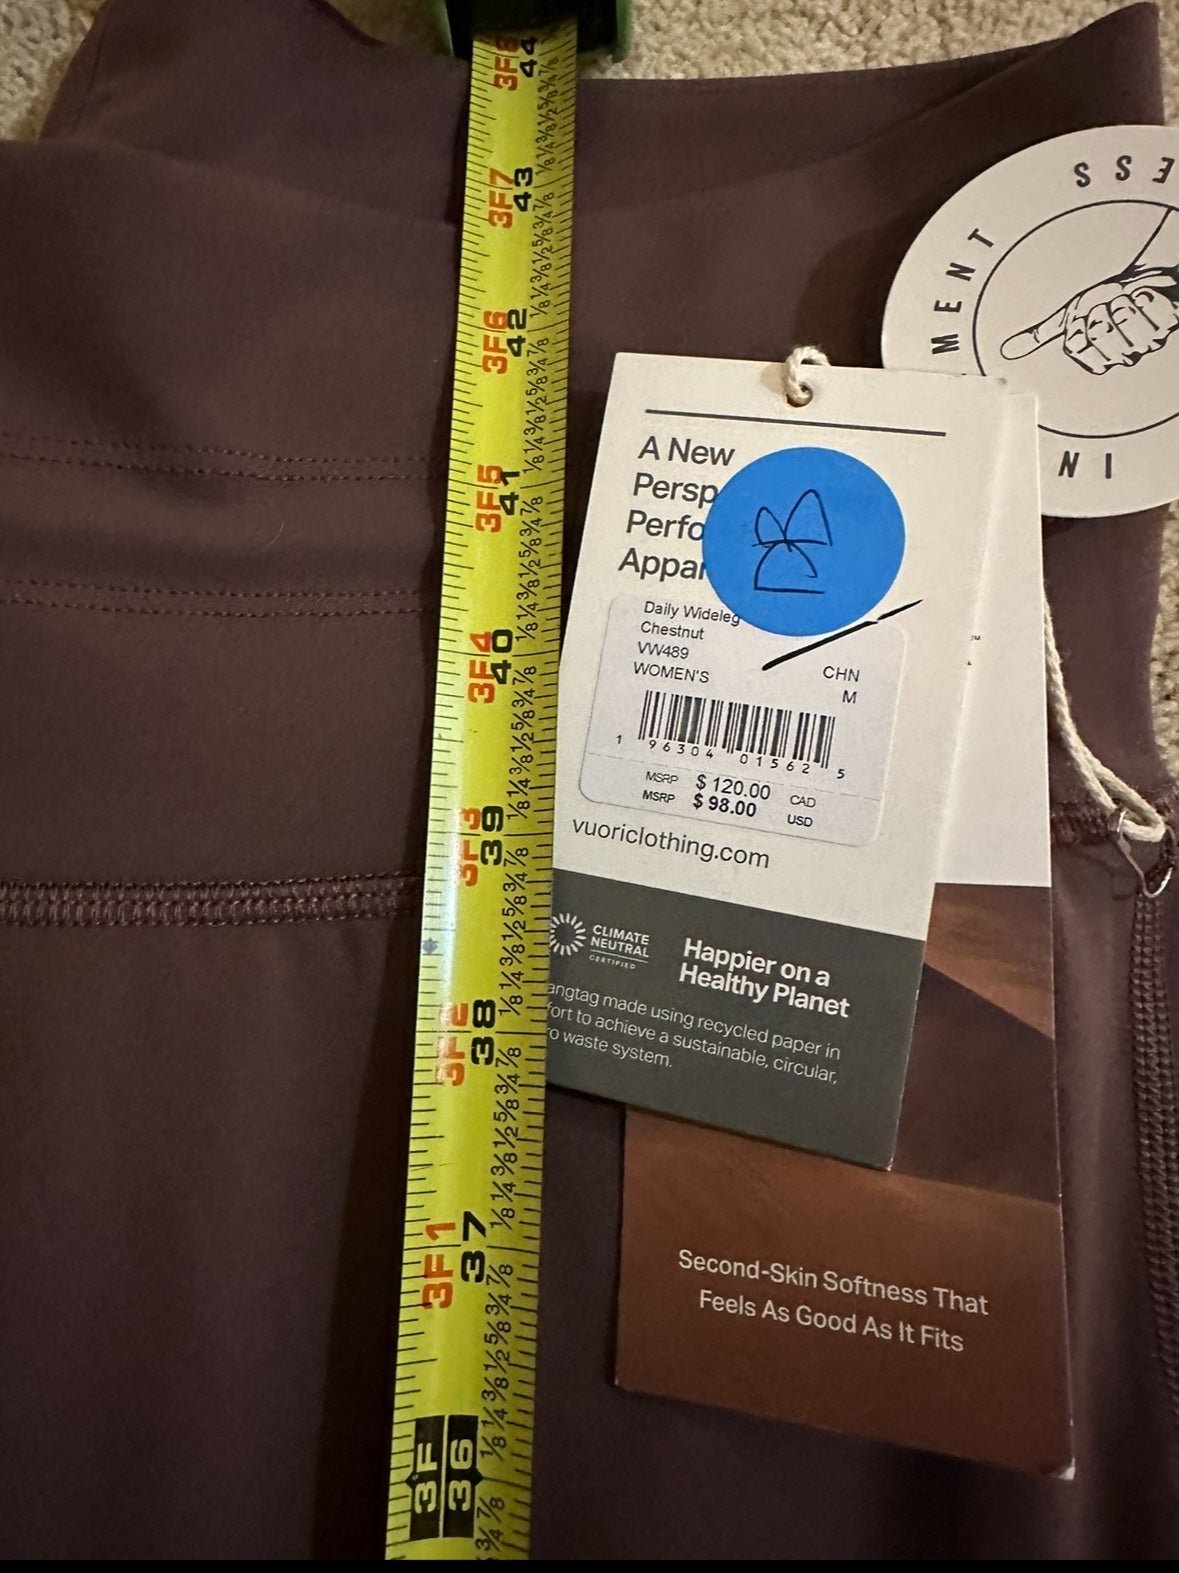 3F8
44
3F7
43
3F6
42
3F5
41
3F4
40
3F3
39
3F2
38
3F1
37
3F
36
MENT
ESS
IN
A New
Persp
Perfo
Appar
Daily Wideleg
Chestnut
VW489
WOMEN'S
CHN
M
1 96304 01562 5
MSRP $ 120.00 CAD
MSRP $ 98.00 USD
vuoriclothing.com
CLIMATE
NEUTRAL
CERTIFIED
Happier on a
Healthy Planet
angtag made using recycled paper in
fort to achieve a sustainable, circular,
o waste system.
Second-Skin Softness That
Feels As Good As It Fits